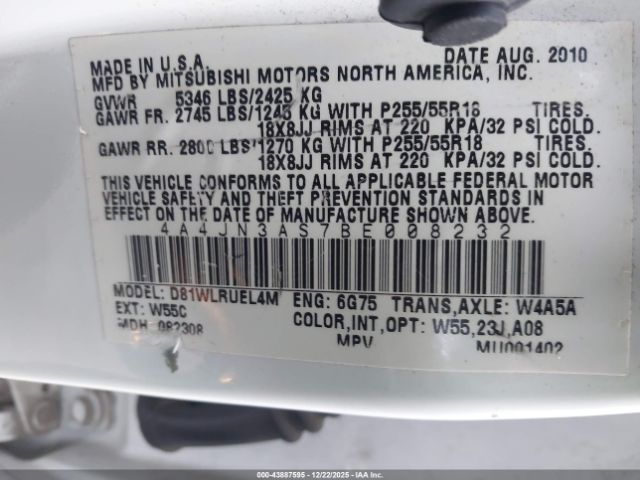 MADE IN U.S.A. DATE AUG. 2010
MFD BY MITSUBISHI MOTORS NORTH AMERICA, INC.
GVWR 5346 LBS/2425 KG
GAWR FR. 2745 LBS/1245 KG WITH P255/55R18 TIRES.
18X8JJ RIMS AT 220 KPA/32 PSI COLD.
GAWR RR. 2800 LBS/1270 KG WITH P255/55R18 TIRES.
18X8JJ RIMS AT 220 KPA/32 PSI COLD.
THIS VEHICLE CONFORMS TO ALL APPLICABLE FEDERAL MOTOR
VEHICLE SAFETY AND THEFT PREVENTION STANDARDS IN
EFFECT ON THE DATE OF MANUFACTURE SHOWN ABOVE.
4A4JN3AS7BE008232
MODEL: D81WLRUEL4M ENG: 6G75 TRANS,AXLE: W4A5A
EXT: W55C COLOR,INT,OPT: W55,23J,A08
MDH 082308 MPV MU001402
000-43887595 - 12/22/2025 - IAAI.COM